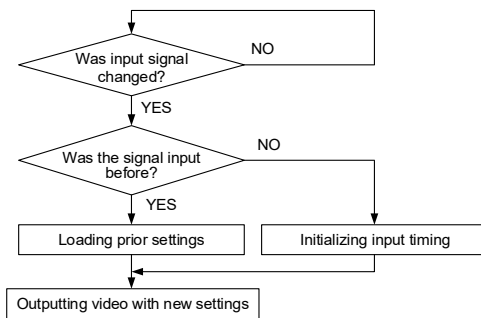 Was input signal
changed?
NO
YES
Was the signal input
before?
NO
YES
Loading prior settings
Initializing input timing
Outputting video with new settings